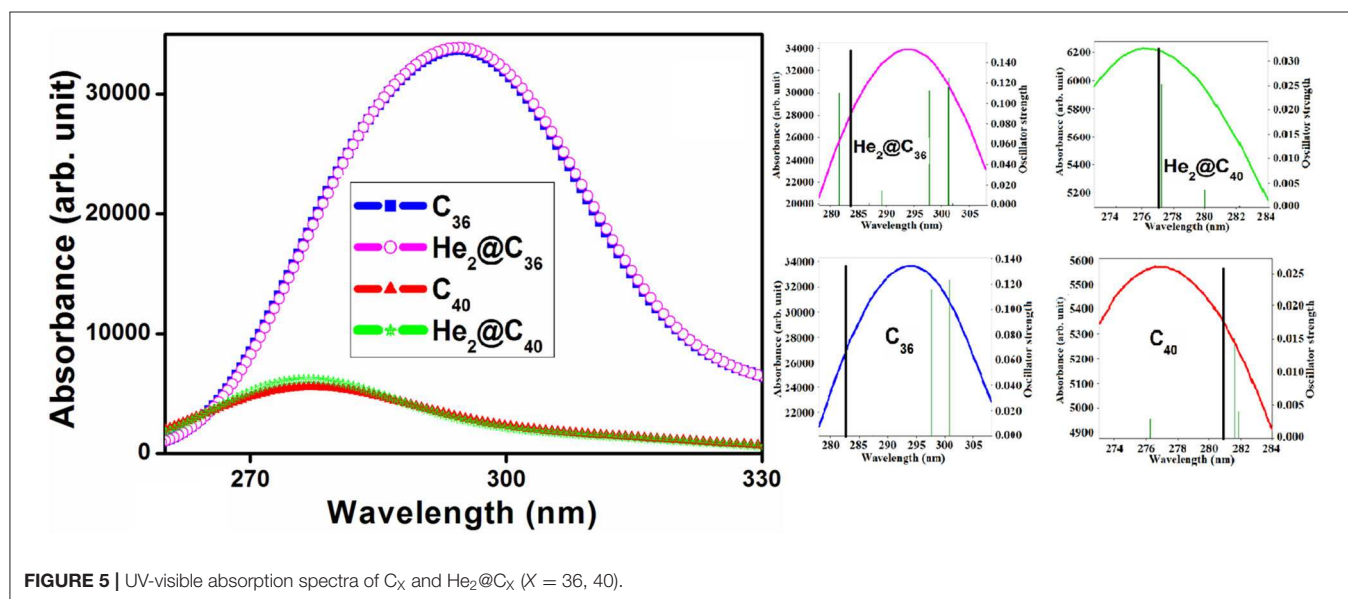 Absorbance (arb. unit)
30000
20000
10000
0
270
300
330
Wavelength (nm)
C₃₆
He₂@C₃₆
C₄₀
He₂@C₄₀
34000
32000
30000
28000
26000
24000
22000
20000
Absorbance (arb. unit)
He₂@C₃₆
0.140
0.120
0.100
0.080
0.060
0.040
0.020
0.000
Oscillator strength
280 285 290 295 300 305
Wavelength (nm)
6200
6000
5800
5600
5400
5200
Absorbance (arb. unit)
He₂@C₄₀
0.030
0.025
0.020
0.015
0.010
0.005
0.000
Oscillator strength
274 276 278 280 282 284
Wavelength (nm)
34000
32000
30000
28000
26000
24000
22000
Absorbance (arb. unit)
C₃₆
0.140
0.120
0.100
0.080
0.060
0.040
0.020
0.000
Oscillator strength
280 285 290 295 300 305
Wavelength (nm)
5600
5500
5400
5300
5200
5100
5000
4900
Absorbance (arb. unit)
C₄₀
0.025
0.020
0.015
0.010
0.005
0.000
Oscillator strength
274 276 278 280 282 284
Wavelength (nm)
FIGURE 5 | UV-visible absorption spectra of Cₓ and He₂@Cₓ (X = 36, 40).